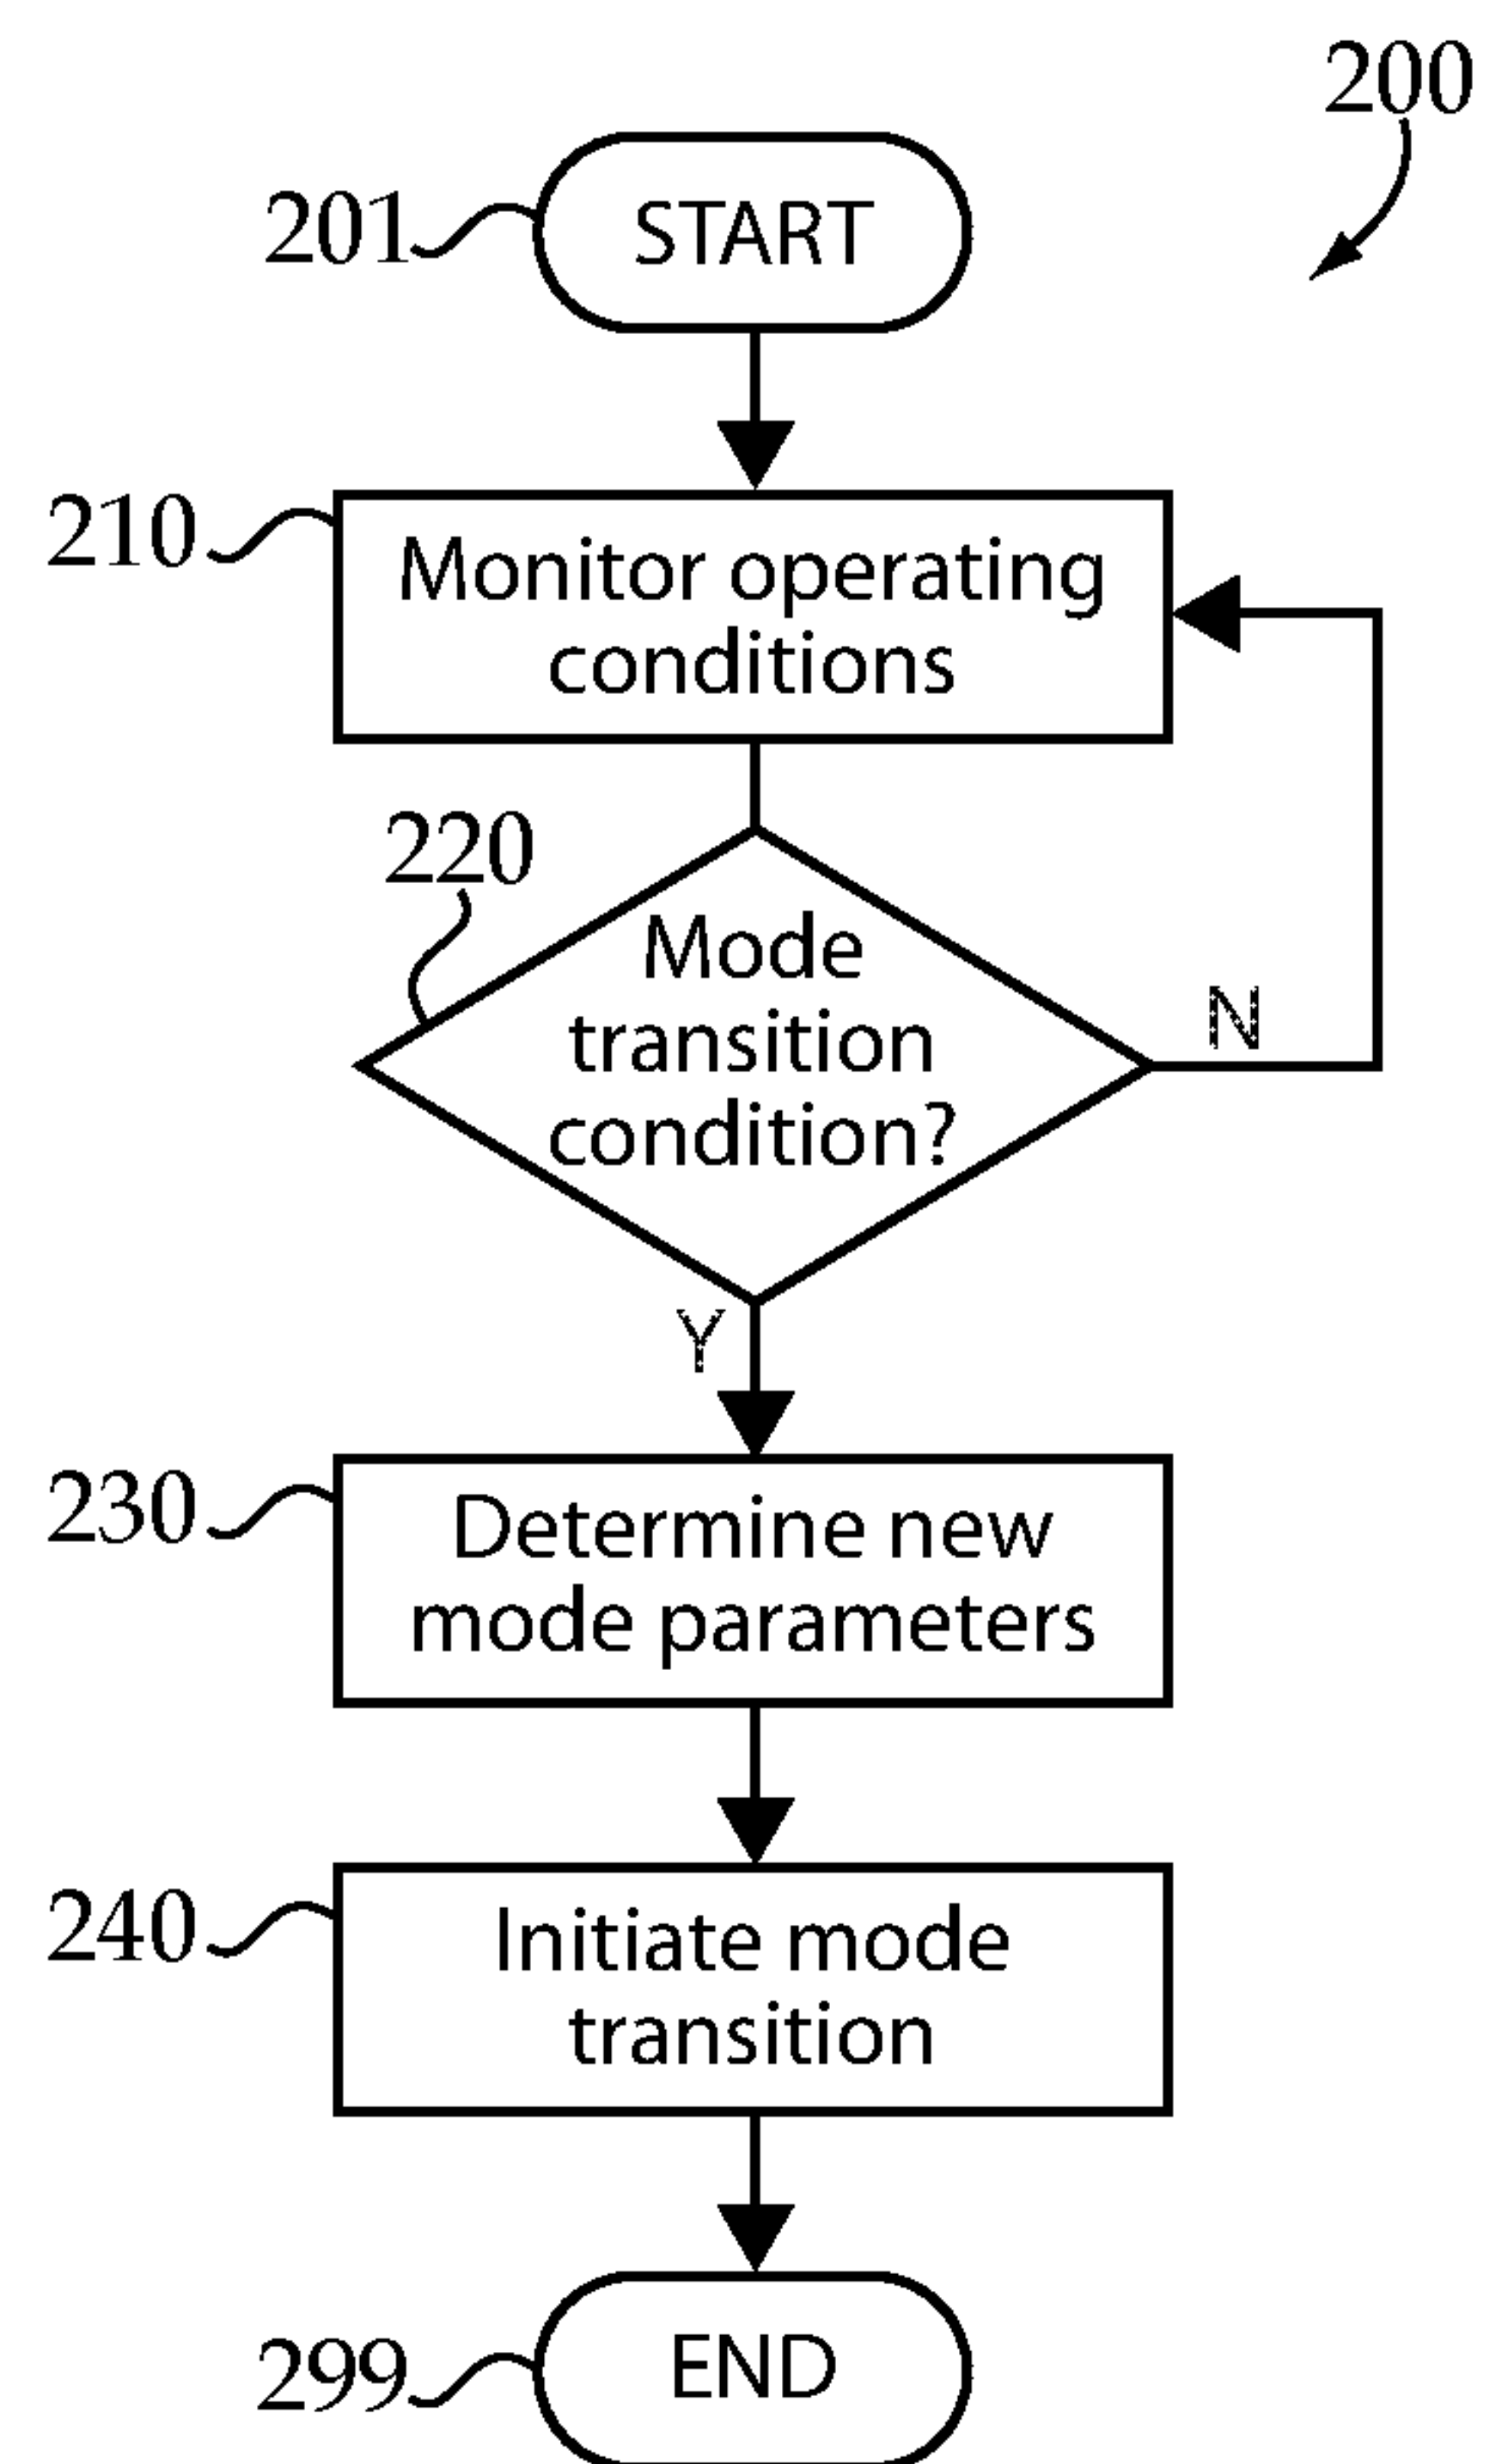 200
201
START
210
Monitor operating
conditions
220
Mode
transition
condition?
N
Y
230
Determine new
mode parameters
240
Initiate mode
transition
299
END